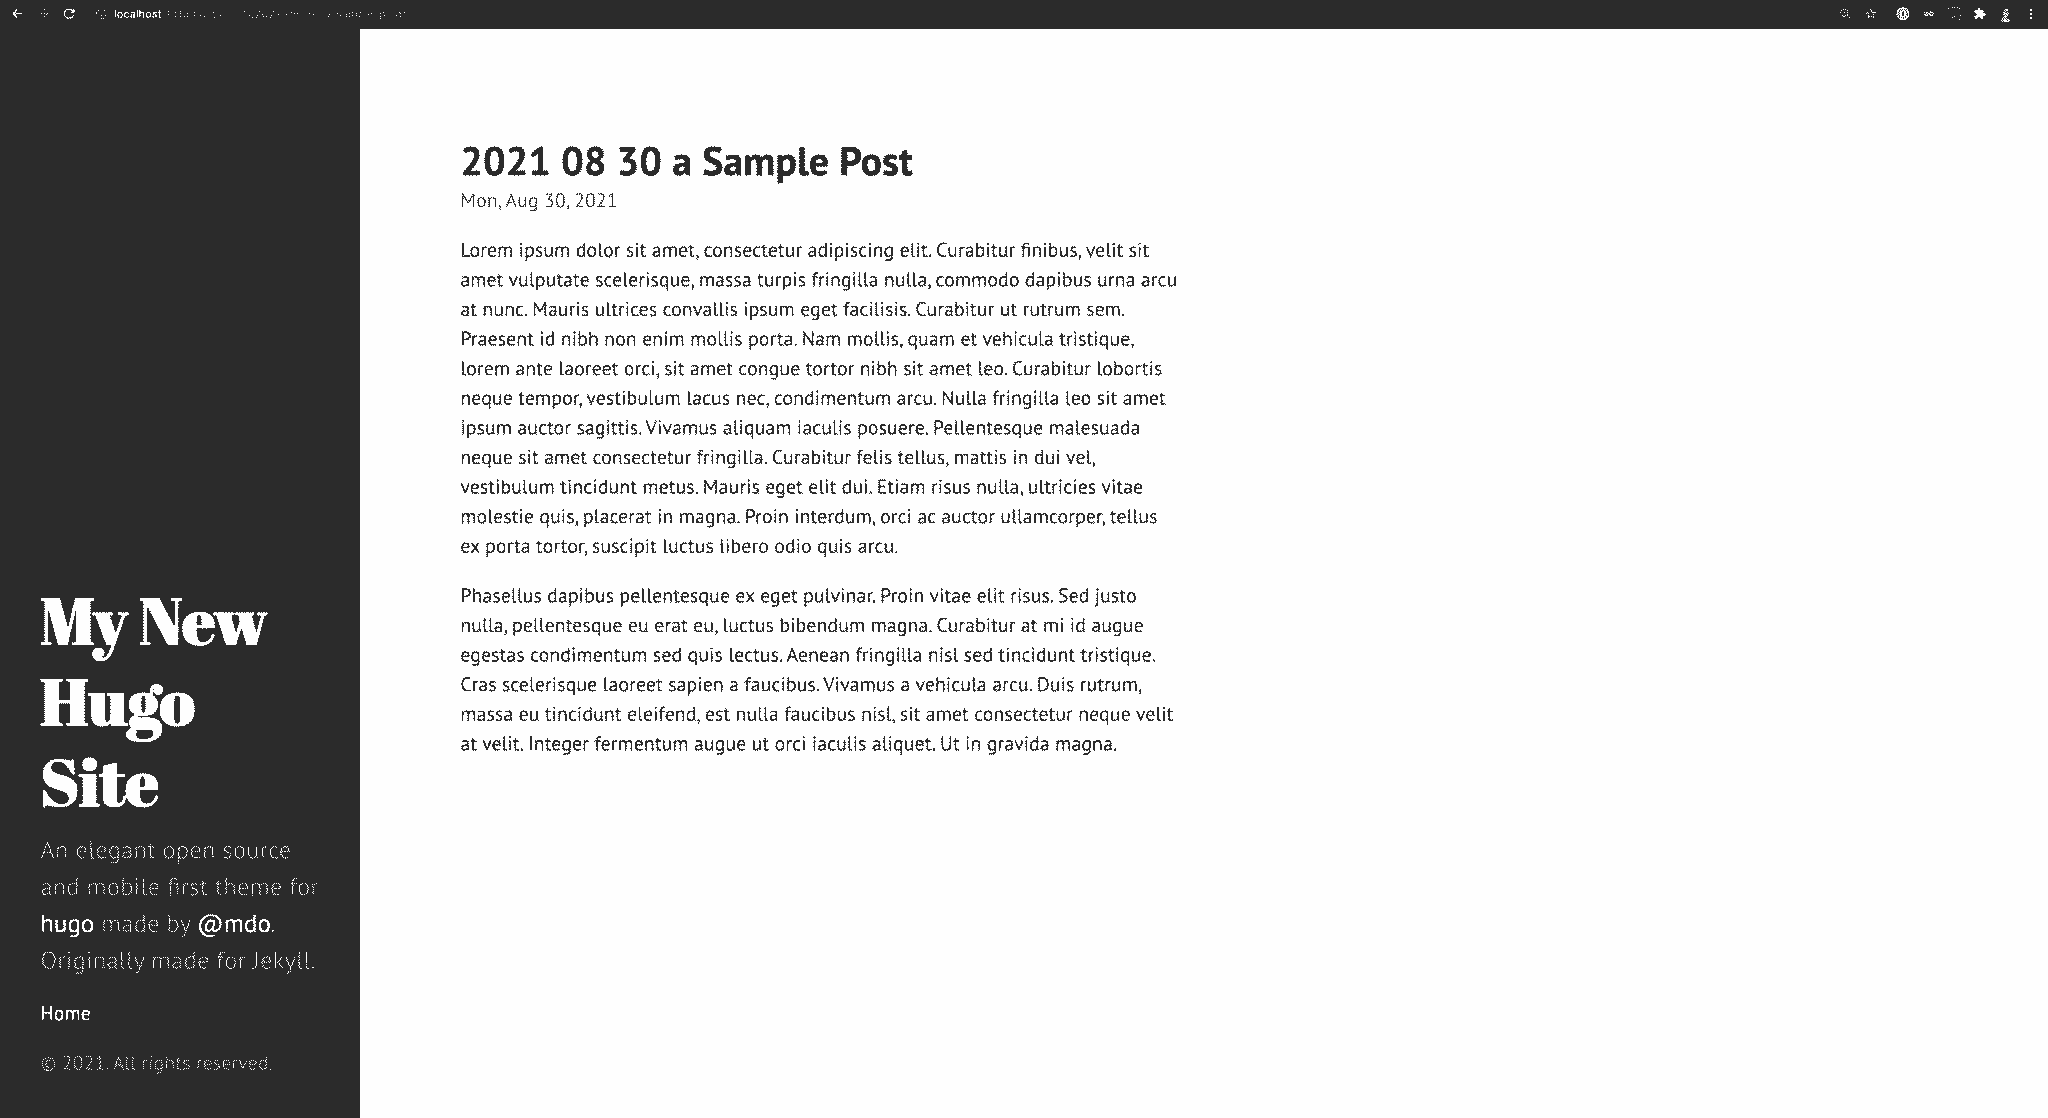 localhost
2021 08 30 a Sample Post
Mon, Aug 30, 2021
Lorem ipsum dolor sit amet, consectetur adipiscing elit. Curabitur finibus, velit sit
amet vulputate scelerisque, massa turpis fringilla nulla, commodo dapibus urna arcu
at nunc. Mauris ultrices convallis ipsum eget facilisis. Curabitur ut rutrum sem.
Praesent id nibh non enim mollis porta. Nam mollis, quam et vehicula tristique,
lorem ante laoreet orci, sit amet congue tortor nibh sit amet leo. Curabitur lobortis
neque tempor, vestibulum lacus nec, condimentum arcu. Nulla fringilla leo sit amet
ipsum auctor sagittis. Vivamus aliquam iaculis posuere. Pellentesque malesuada
neque sit amet consectetur fringilla. Curabitur felis tellus, mattis in dui vel,
vestibulum tincidunt metus. Mauris eget elit dui. Etiam risus nulla, ultricies vitae
molestie quis, placerat in magna. Proin interdum, orci ac auctor ullamcorper, tellus
ex porta tortor, suscipit luctus libero odio quis arcu.
Phasellus dapibus pellentesque ex eget pulvinar. Proin vitae elit risus. Sed justo
nulla, pellentesque eu erat eu, luctus bibendum magna. Curabitur at mi id augue
egestas condimentum sed quis lectus. Aenean fringilla nisl sed tincidunt tristique.
Cras scelerisque laoreet sapien a faucibus. Vivamus a vehicula arcu. Duis rutrum,
massa eu tincidunt eleifend, est nulla faucibus nisl, sit amet consectetur neque velit
at velit. Integer fermentum augue ut orci iaculis aliquet. Ut in gravida magna.
My New
Hugo
Site
An elegant open source
and mobile first theme for
hugo made by @mdo.
Originally made for Jekyll.
Home
© 2021. All rights reserved.